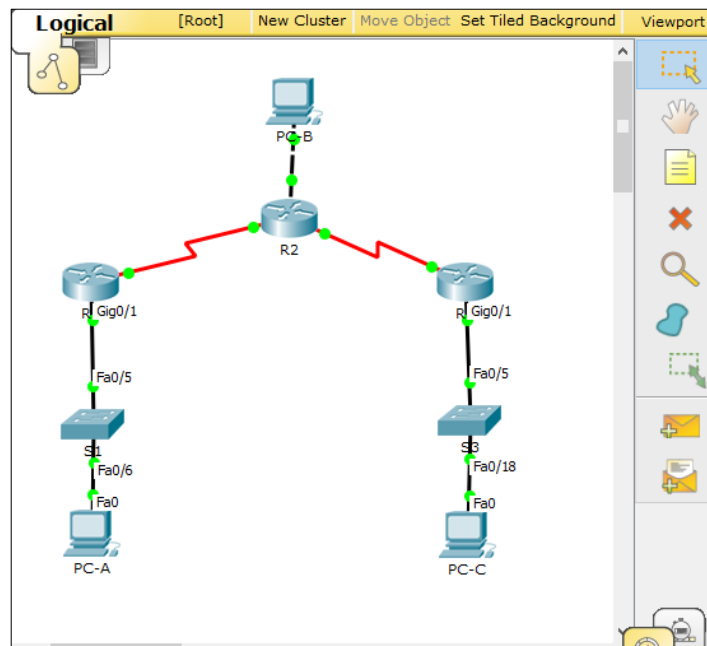 Logical [Root] New Cluster Move Object Set Tiled Background Viewport
PC-B
R2
R Gig0/1
R Gig0/1
Fa0/5
Fa0/5
S1
S3
Fa0/6
Fa0/18
Fa0
Fa0
PC-A
PC-C